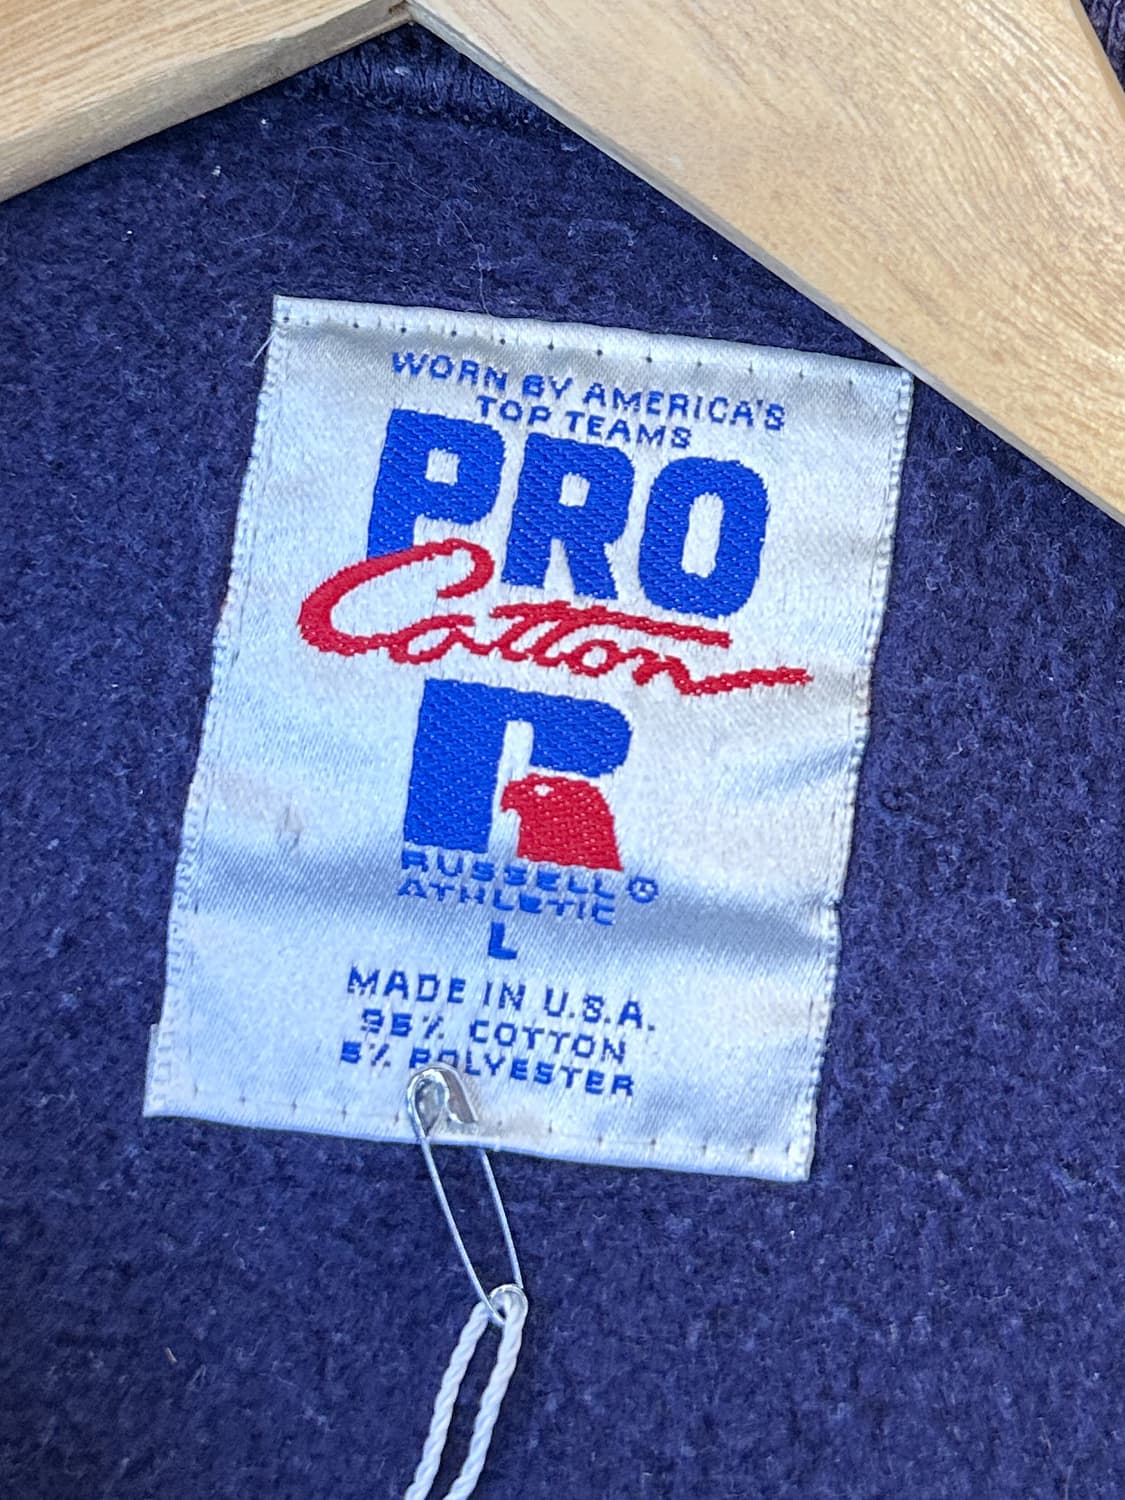 WORN BY AMERICA'S
TOP TEAMS
PRO
Cotton
R
RUSSELL ®
ATHLETIC
L
MADE IN U.S.A.
95% COTTON
5% POLYESTER